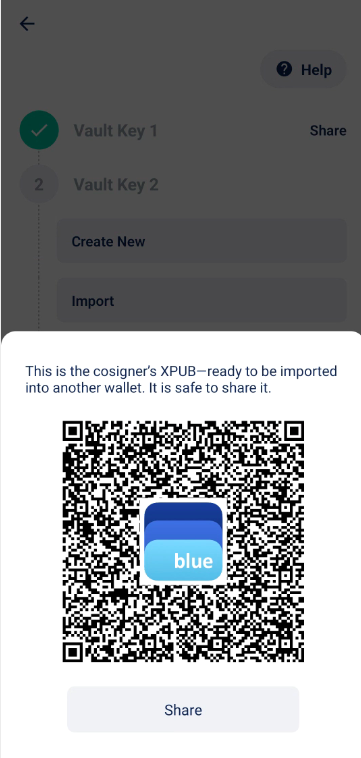 Help
Vault Key 1
Share
2
Vault Key 2
Create New
Import
This is the cosigner’s XPUB—ready to be imported
into another wallet. It is safe to share it.
blue
Share